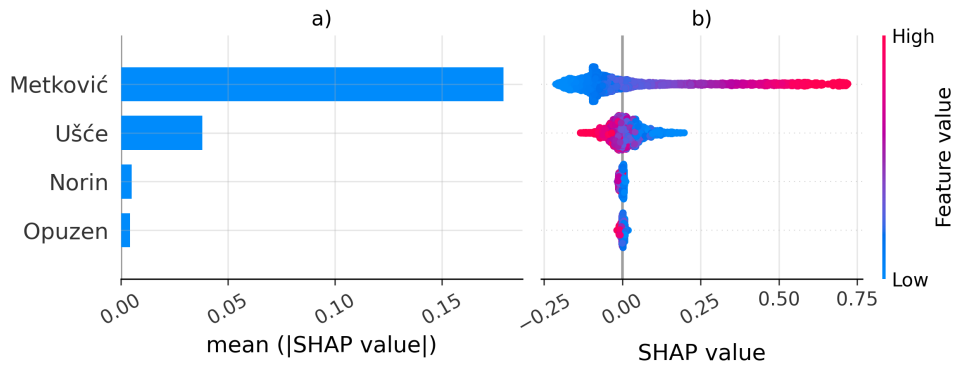 a)
b)
Metković
Ušće
Norin
Opuzen
0.00
0.05
0.10
0.15
mean (|SHAP value|)
−0.25
0.00
0.25
0.50
0.75
SHAP value
High
Feature value
Low